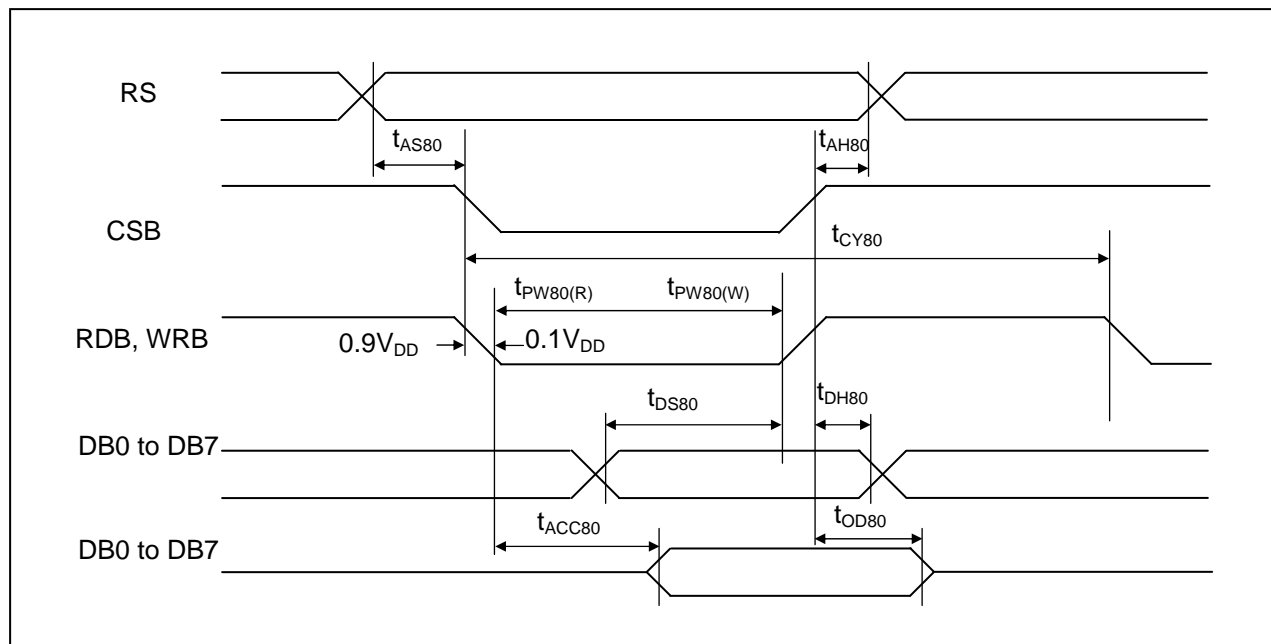 RS
tAS80
tAH80
CSB
tCY80
tPW80(R) tPW80(W)
RDB, WRB
0.9VDD 0.1VDD
tDS80
tDH80
DB0 to DB7
tACC80
tOD80
DB0 to DB7